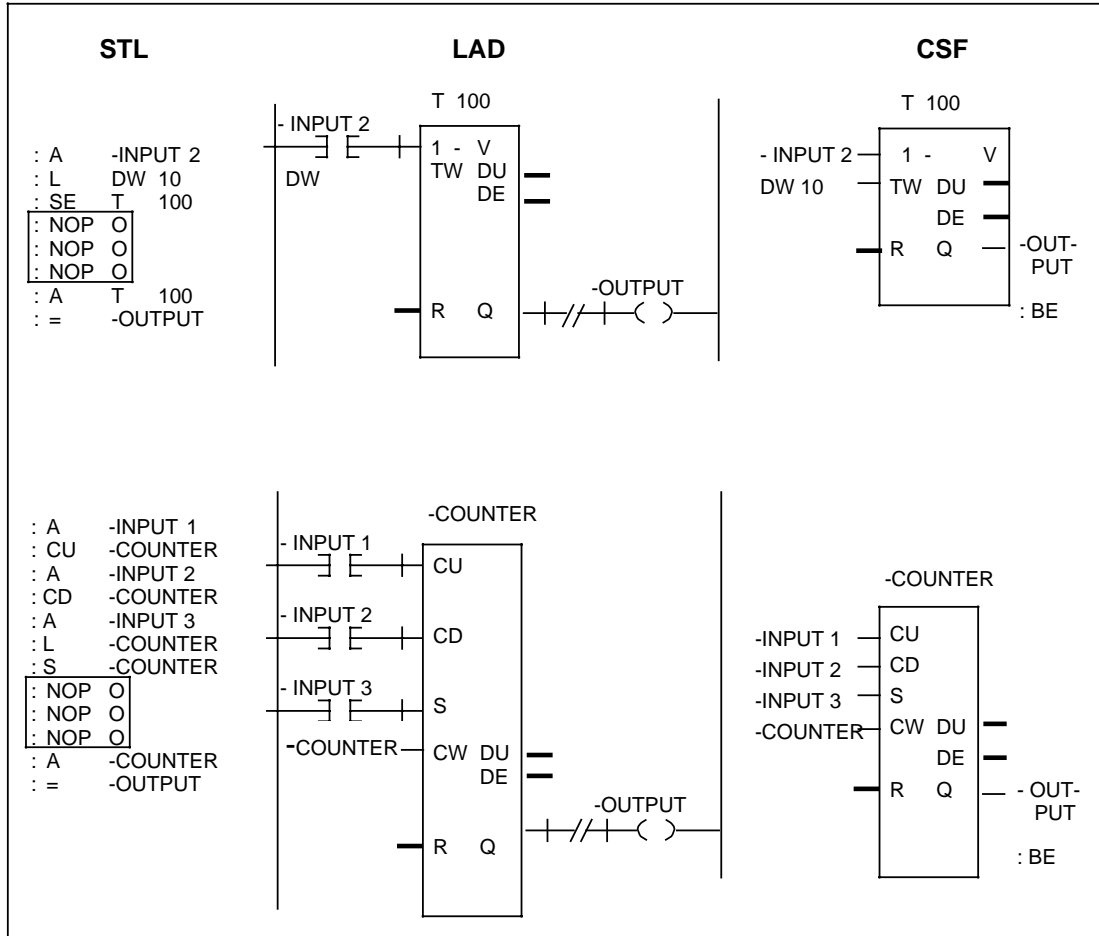 STL LAD CSF
: A -INPUT 2
: L DW 10
: SE T 100
: NOP O
: NOP O
: NOP O
: A T 100
: = -OUTPUT
T 100
- INPUT 2
1 - V
DW TW DU
DE
-OUTPUT
R Q
T 100
- INPUT 2 1 - V
DW 10 TW DU
DE
R Q -OUT-
PUT
: BE
: A -INPUT 1
: CU -COUNTER
: A -INPUT 2
: CD -COUNTER
: A -INPUT 3
: L -COUNTER
: S -COUNTER
: NOP O
: NOP O
: NOP O
: A -COUNTER
: = -OUTPUT
-COUNTER
- INPUT 1
CU
- INPUT 2
CD
- INPUT 3
S
-COUNTER CW DU
DE
-OUTPUT
R Q
-COUNTER
-INPUT 1 CU
-INPUT 2 CD
-INPUT 3 S
-COUNTER CW DU
DE
R Q - OUT-
PUT
: BE